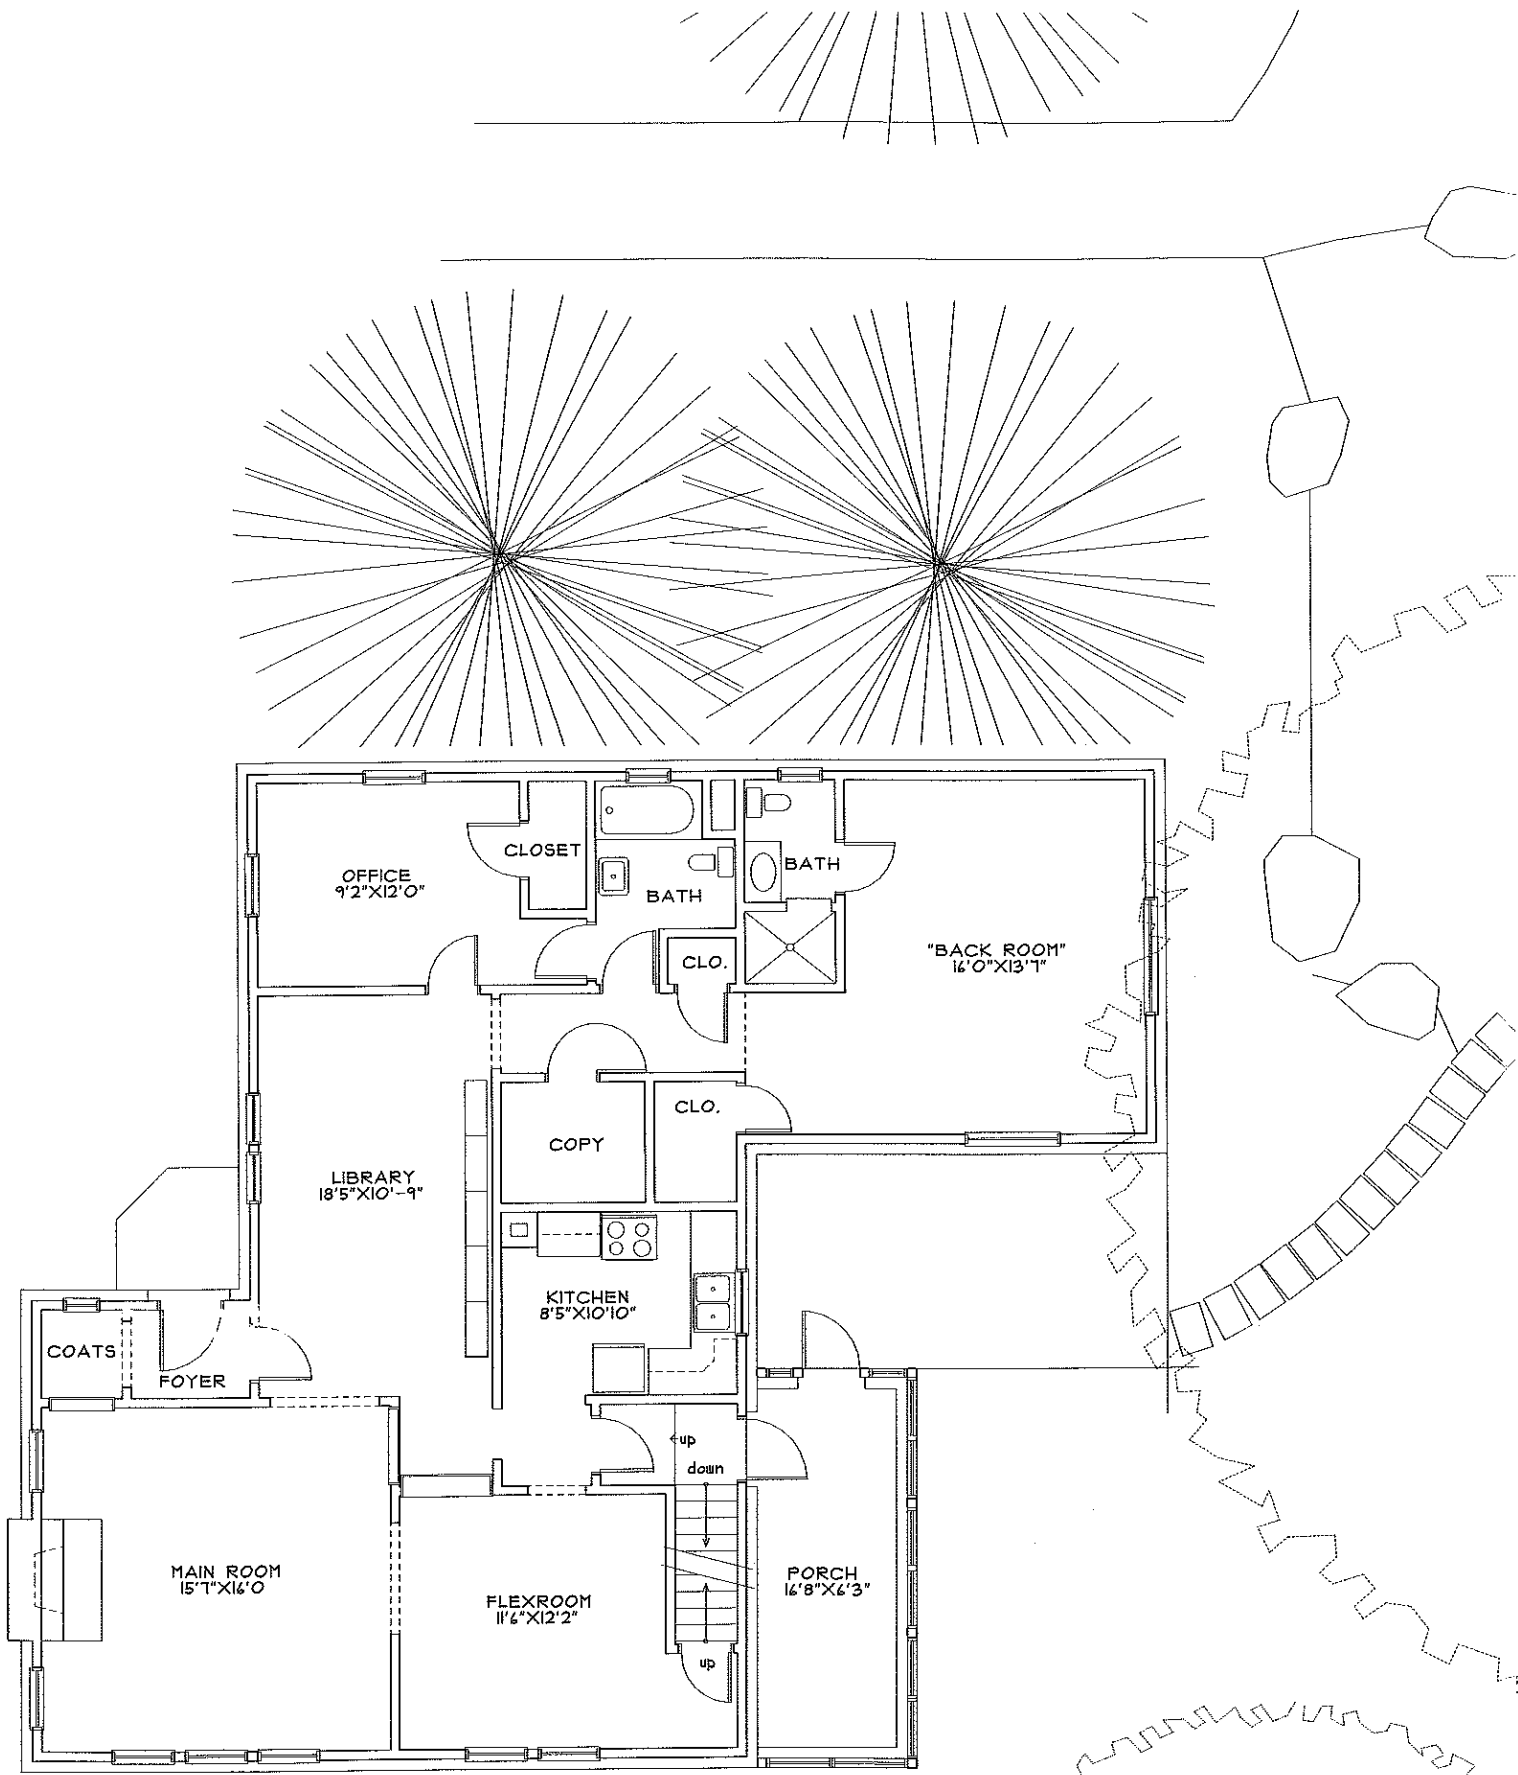 CLOSET
BATH
OFFICE
9'2"X12'0"
BATH
"BACK ROOM"
16'0"X13'7"
CLO.
CLO.
COPY
LIBRARY
18'5"X10'-9"
KITCHEN
8'5"X10'10"
COATS
FOYER
up
down
MAIN ROOM
15'7"X16'0
PORCH
16'8"X6'3"
FLEXROOM
11'6"X12'2"
up